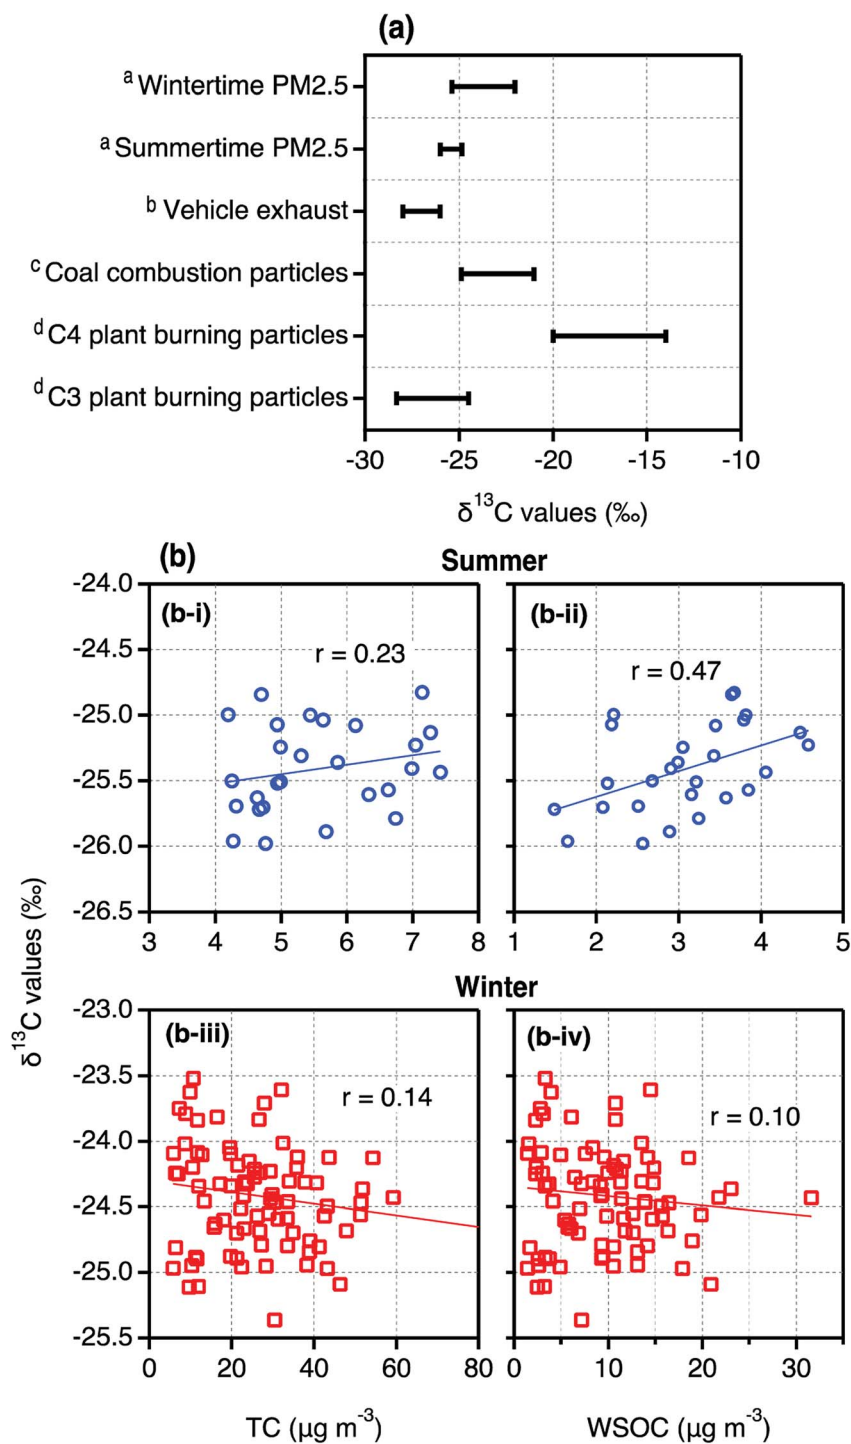 (a)
a Wintertime PM2.5
a Summertime PM2.5
b Vehicle exhaust
c Coal combustion particles
d C4 plant burning particles
d C3 plant burning particles
-30 -25 -20 -15 -10
δ13C values (‰)
(b) Summer
-24.0
-24.5
-25.0
-25.5
-26.0
-26.5
(b-i)
r = 0.23
3 4 5 6 7 8
(b-ii)
r = 0.47
1 2 3 4 5
δ13C values (‰)
Winter
-23.0
-23.5
-24.0
-24.5
-25.0
-25.5
(b-iii)
r = 0.14
0 20 40 60 80
TC (µg m-3)
(b-iv)
r = 0.10
0 10 20 30
WSOC (µg m-3)